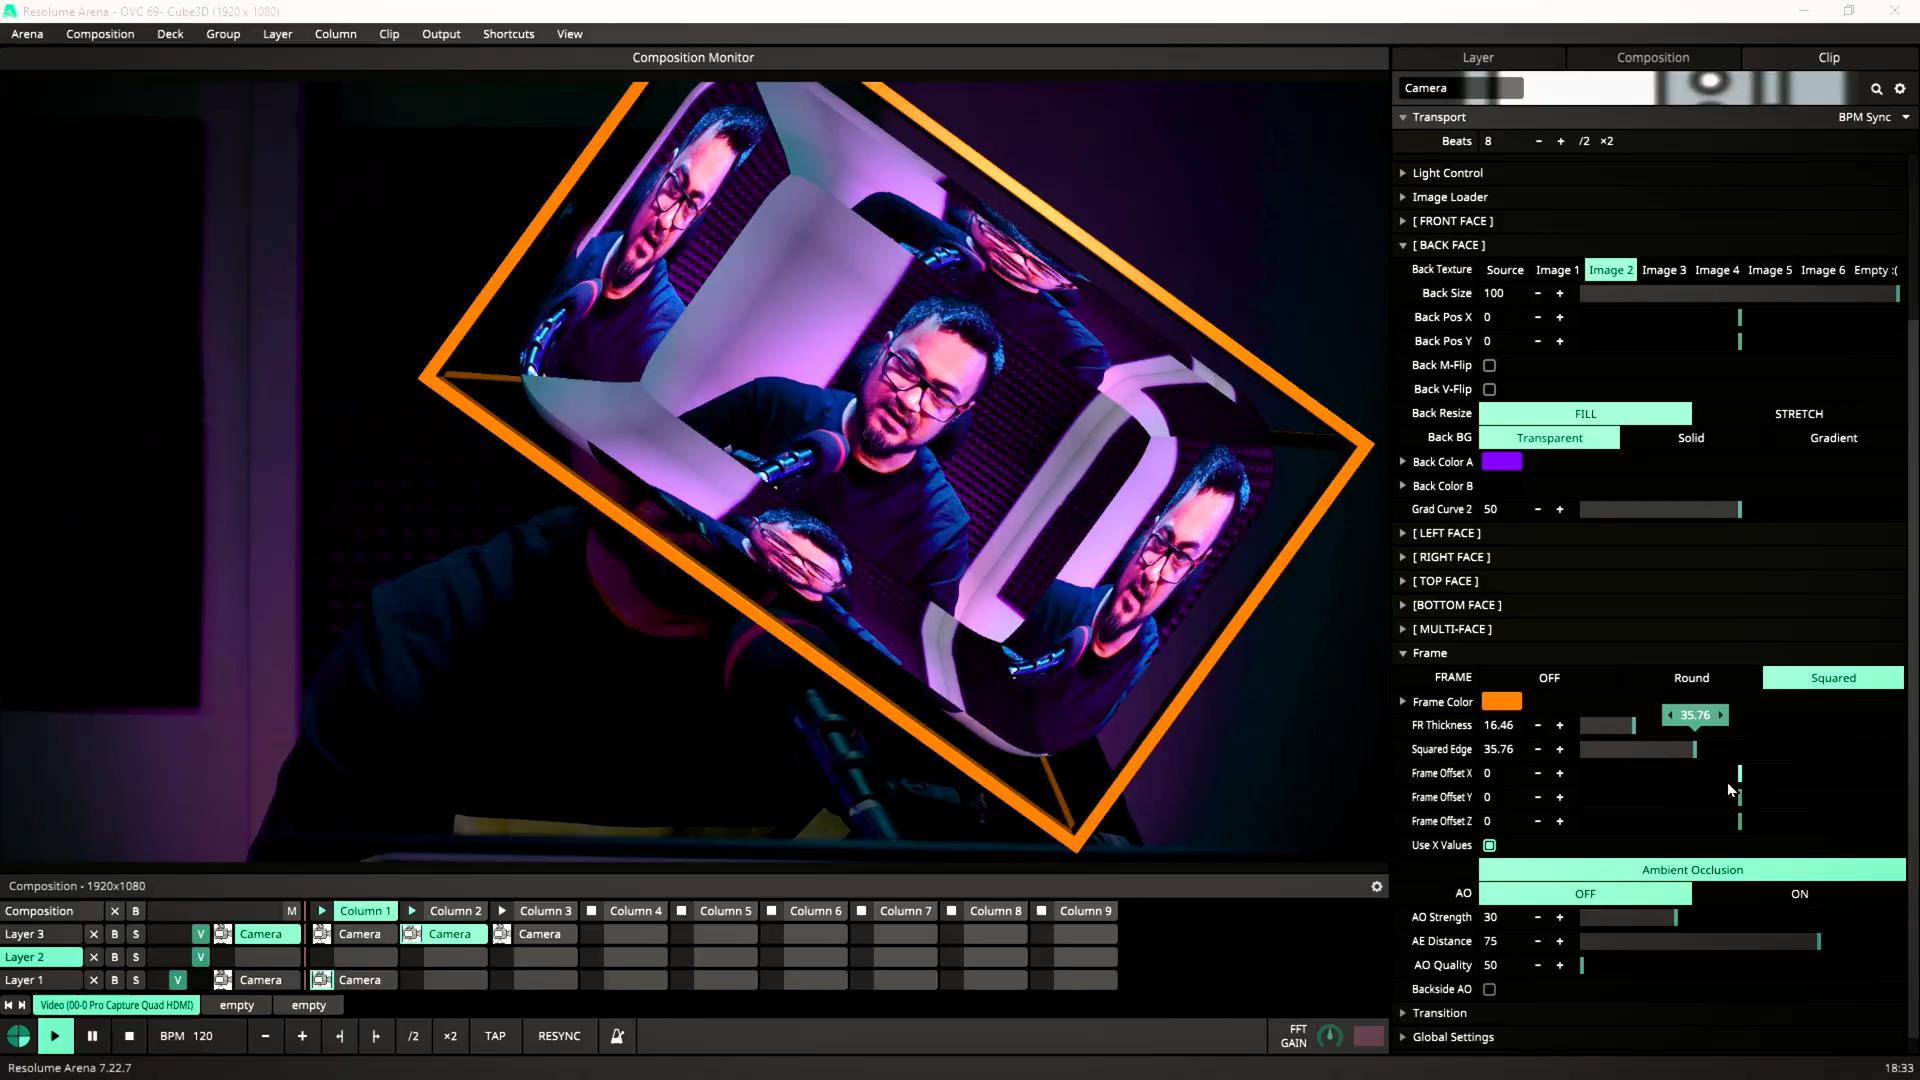 Resolume Arena - OVC 69- Cube3D (1920 x 1080)
Arena Composition Deck Group Layer Column Clip Output Shortcuts View
Composition Monitor
Layer Composition Clip
Camera
Transport BPM Sync
Beats 8 - + /2 ×2
Light Control
Image Loader
[ FRONT FACE ]
[ BACK FACE ]
Back Texture Source Image 1 Image 2 Image 3 Image 4 Image 5 Image 6 Empty :(
Back Size 100 - +
Back Pos X 0 - +
Back Pos Y 0 - +
Back M-Flip
Back V-Flip
Back Resize FILL STRETCH
Back BG Transparent Solid Gradient
Back Color A
Back Color B
Grad Curve 2 50 - +
[ LEFT FACE ]
[ RIGHT FACE ]
[ TOP FACE ]
[BOTTOM FACE ]
[ MULTI-FACE ]
Frame
FRAME OFF Round Squared
Frame Color
35.76
FR Thickness 16.46 - +
Squared Edge 35.76 - +
Frame Offset X 0 - +
Frame Offset Y 0 - +
Frame Offset Z 0 - +
Use X Values
Ambient Occlusion
AO OFF ON
AO Strength 30 - +
AE Distance 75 - +
AO Quality 50 - +
Backside AO
Transition
Global Settings
Composition - 1920x1080
Composition X B M Column 1 Column 2 Column 3 Column 4 Column 5 Column 6 Column 7 Column 8 Column 9
Layer 3 X B S V Camera Camera Camera Camera
Layer 2 X B S V
Layer 1 X B S V Camera Camera
Video (00-0 Pro Capture Quad HDMI) empty empty
BPM 120 - + /2 ×2 TAP RESYNC FFT GAIN
Resolume Arena 7.22.7 18:33